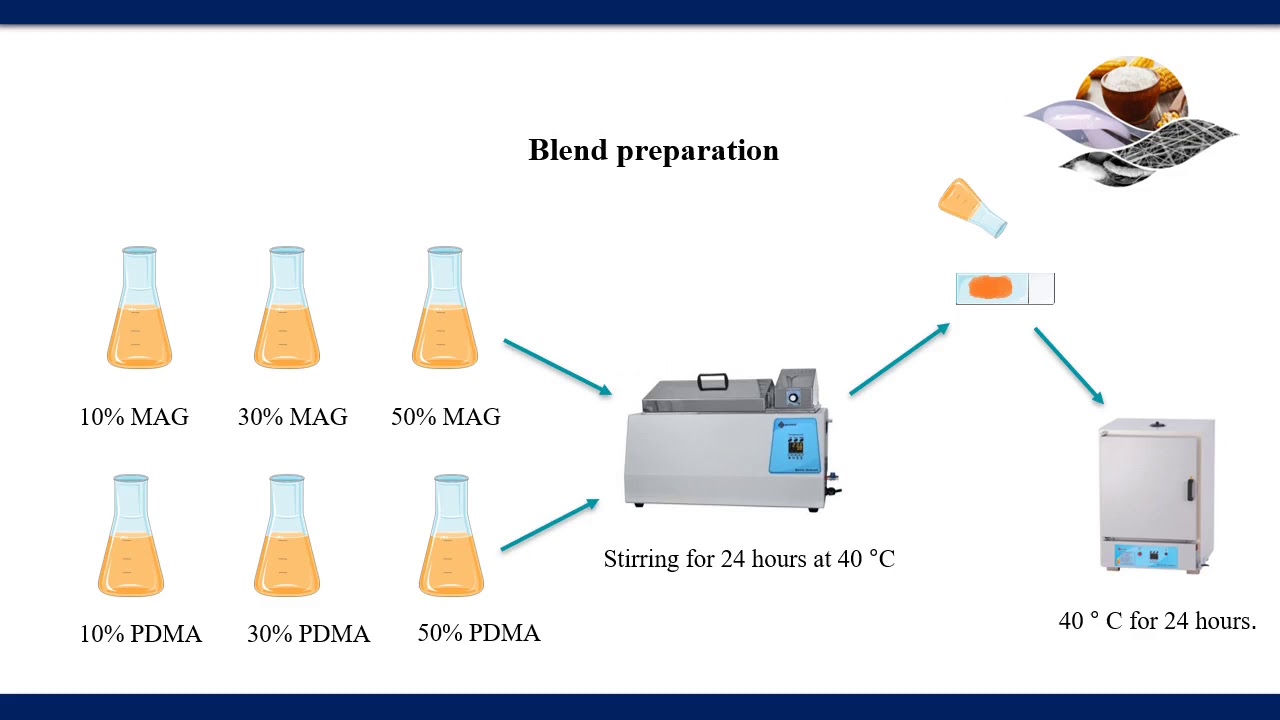 Blend preparation
10% MAG
30% MAG
50% MAG
10% PDMA
30% PDMA
50% PDMA
Stirring for 24 hours at 40 °C
40 ° C for 24 hours.